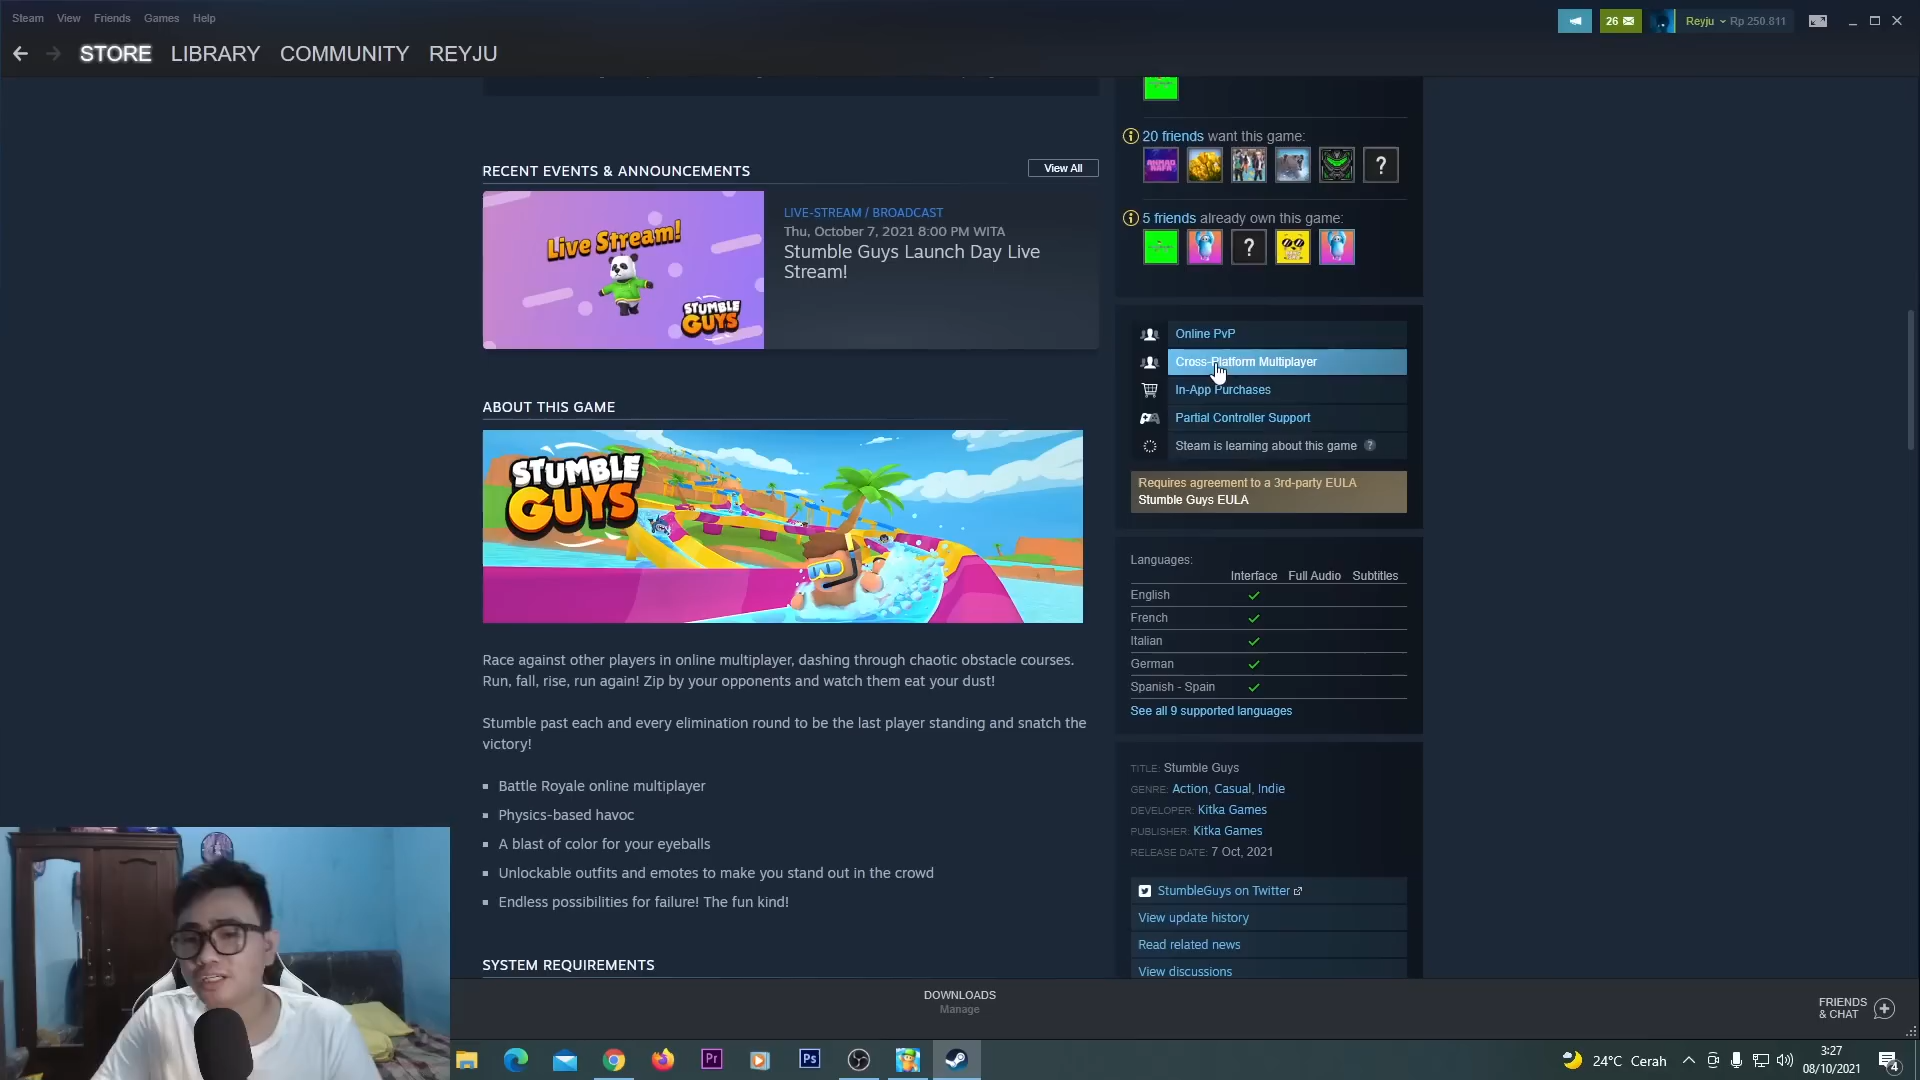 Steam View Friends Games Help
26
Reyju Rp 250.811
STORE LIBRARY COMMUNITY REYJU
20 friends want this game:
AHMAD RAFA
?
RECENT EVENTS & ANNOUNCEMENTS
View All
Live Stream!
STUMBLE GUYS
LIVE-STREAM / BROADCAST
Thu, October 7, 2021 8:00 PM WITA
Stumble Guys Launch Day Live
Stream!
5 friends already own this game:
?
Online PvP
Cross-Platform Multiplayer
In-App Purchases
Partial Controller Support
Steam is learning about this game ?
Requires agreement to a 3rd-party EULA
Stumble Guys EULA
ABOUT THIS GAME
STUMBLE
GUYS
Race against other players in online multiplayer, dashing through chaotic obstacle courses.
Run, fall, rise, run again! Zip by your opponents and watch them eat your dust!
Stumble past each and every elimination round to be the last player standing and snatch the
victory!
Battle Royale online multiplayer
Physics-based havoc
A blast of color for your eyeballs
Unlockable outfits and emotes to make you stand out in the crowd
Endless possibilities for failure! The fun kind!
SYSTEM REQUIREMENTS
Languages:
Interface Full Audio Subtitles
English
French
Italian
German
Spanish - Spain
See all 9 supported languages
TITLE: Stumble Guys
GENRE: Action, Casual, Indie
DEVELOPER: Kitka Games
PUBLISHER: Kitka Games
RELEASE DATE: 7 Oct, 2021
StumbleGuys on Twitter
View update history
Read related news
View discussions
DOWNLOADS
Manage
FRIENDS
& CHAT
Pr
Ps
24°C Cerah
3:27
08/10/2021
4